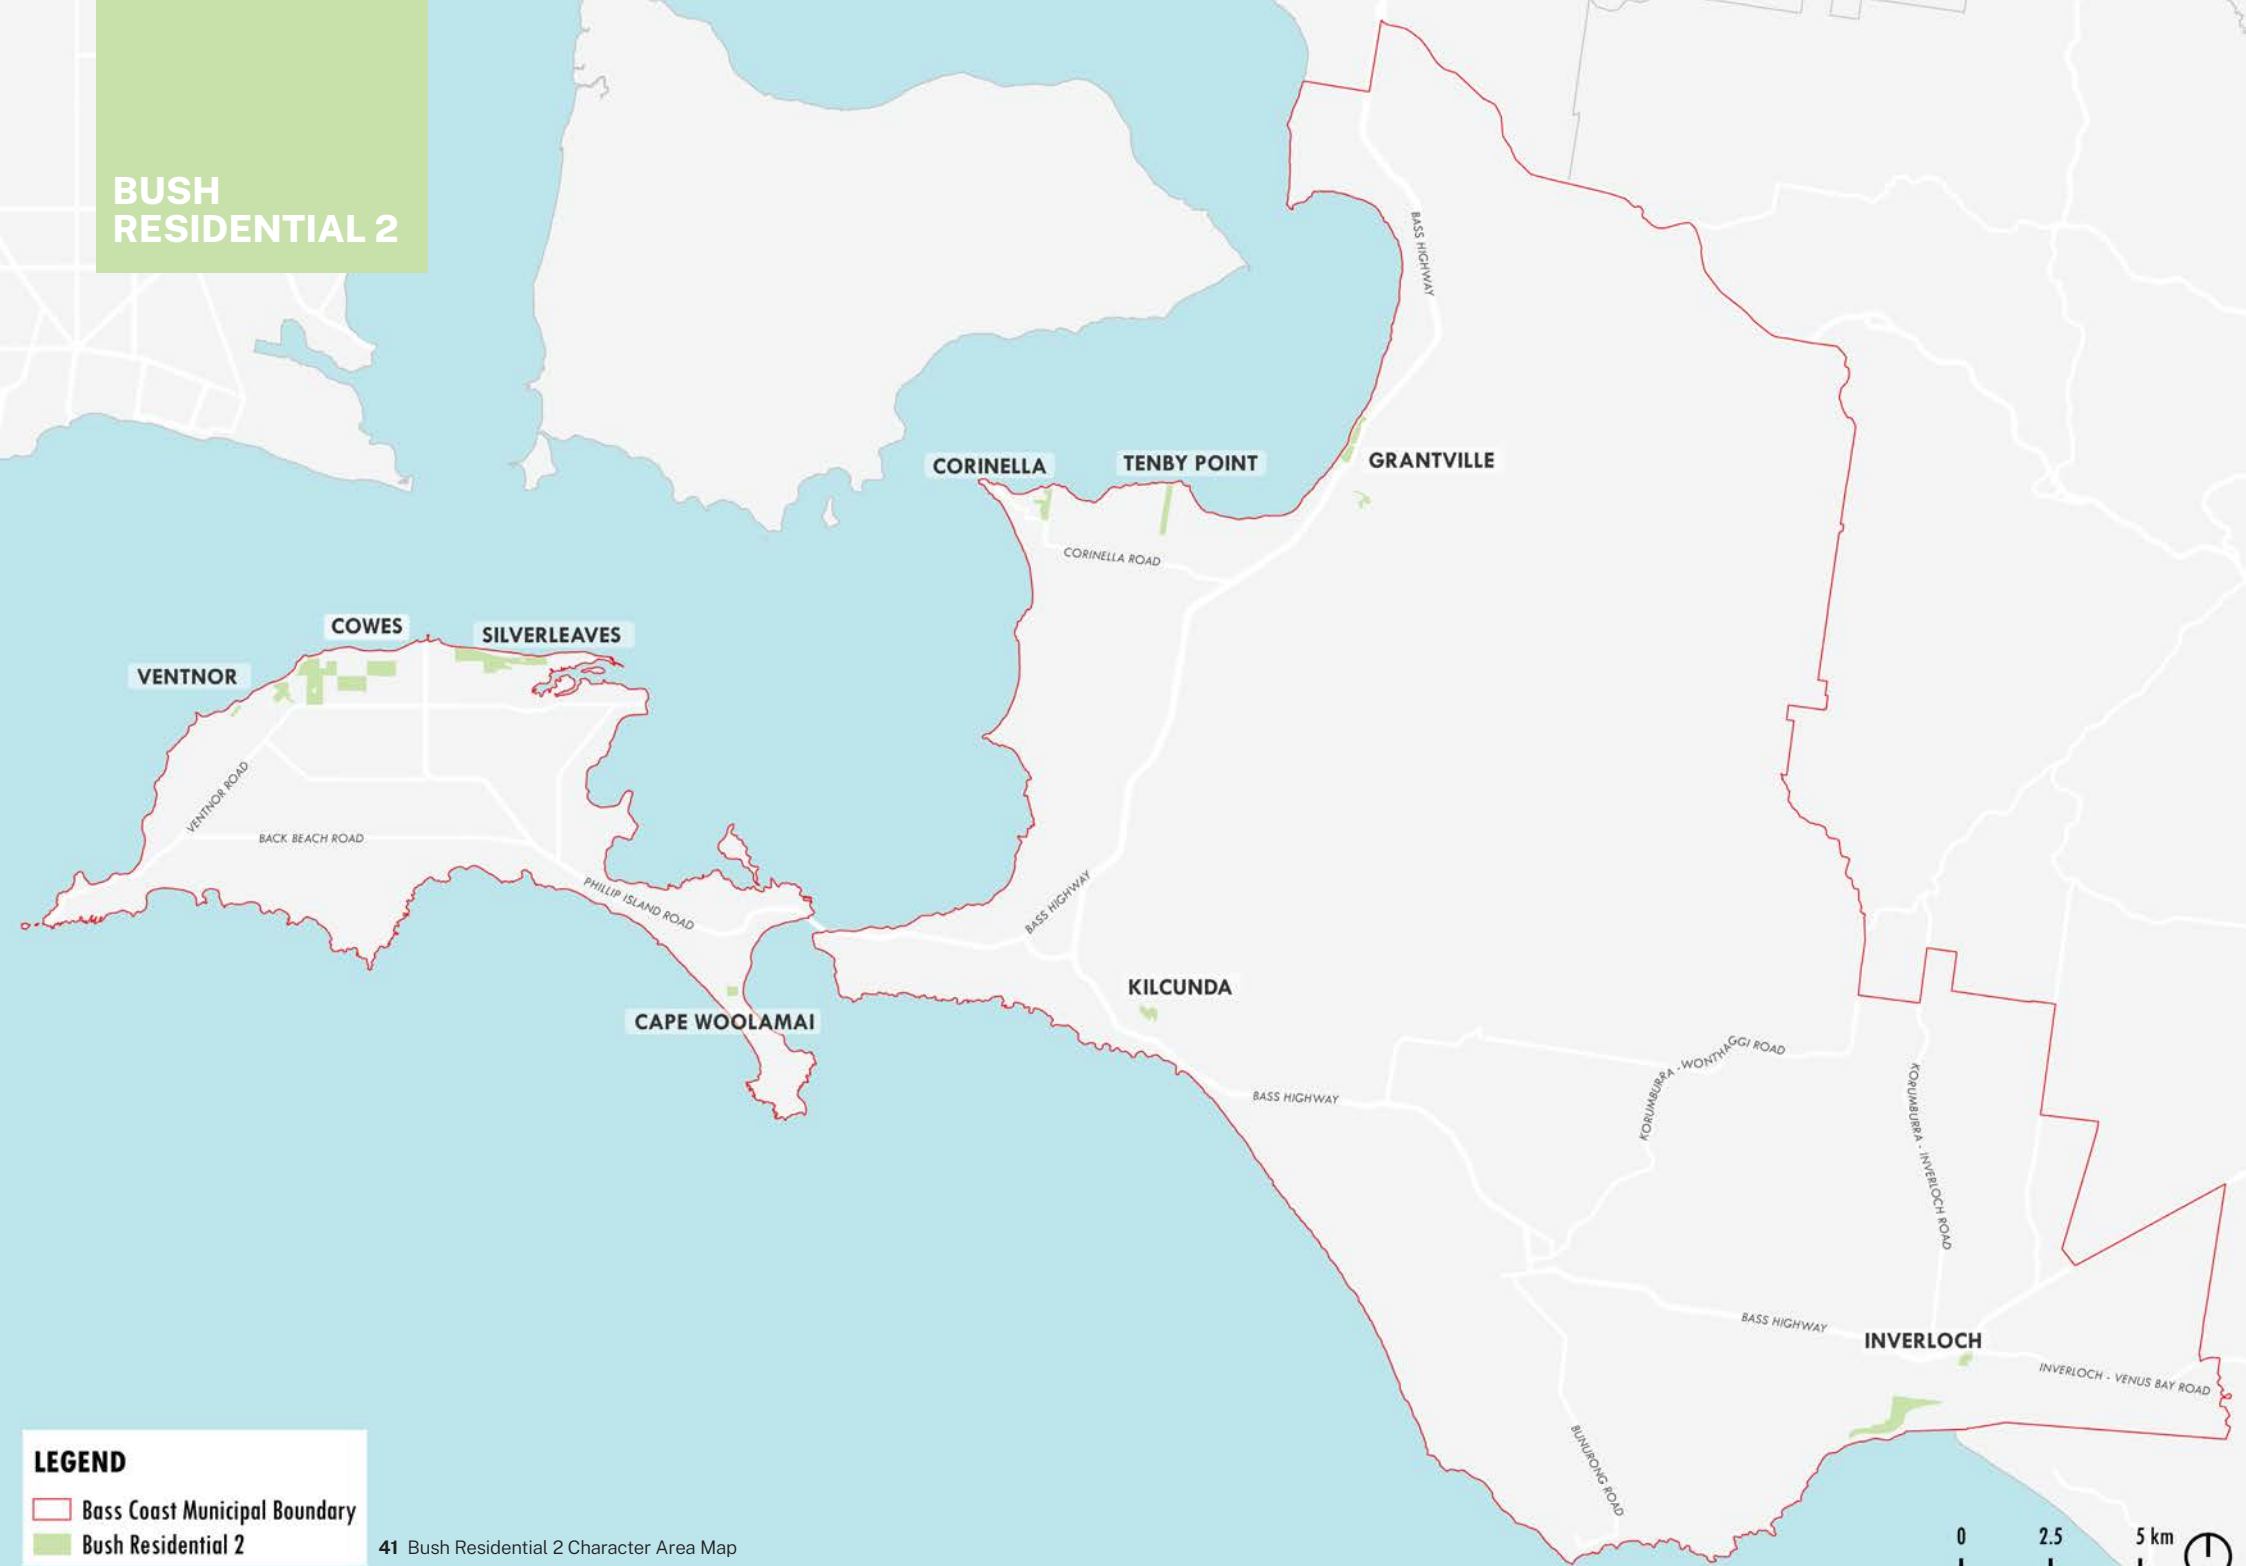 BUSH
RESIDENTIAL 2
BASS HIGHWAY
CORINELLA
TENBY POINT
GRANTVILLE
CORINELLA ROAD
COWES
SILVERLEAVES
VENTNOR
VENTNOR ROAD
BACK BEACH ROAD
PHILLIP ISLAND ROAD
BASS HIGHWAY
KILCUNDA
CAPE WOOLAMAI
BASS HIGHWAY
KORUMBURRA - WONTHAGGI ROAD
KORUMBURRA - INVERLOCH ROAD
BASS HIGHWAY
INVERLOCH
INVERLOCH - VENUS BAY ROAD
BUNURONG ROAD
LEGEND
Bass Coast Municipal Boundary
Bush Residential 2
41 Bush Residential 2 Character Area Map
0 2.5 5 km